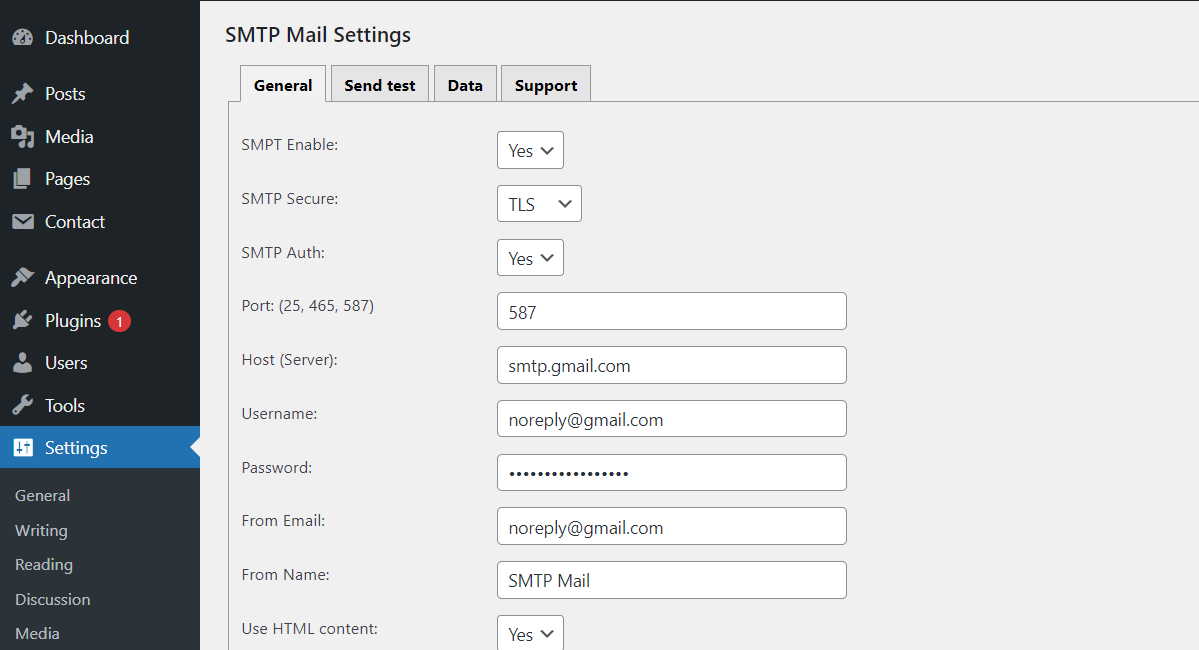 Dashboard
Posts
Media
Pages
Contact
Appearance
Plugins 1
Users
Tools
Settings
General
Writing
Reading
Discussion
Media
SMTP Mail Settings
General Send test Data Support
SMPT Enable: Yes
SMTP Secure: TLS
SMTP Auth: Yes
Port: (25, 465, 587) 587
Host (Server): smtp.gmail.com
Username: noreply@gmail.com
Password: •••••••••••••••••
From Email: noreply@gmail.com
From Name: SMTP Mail
Use HTML content: Yes